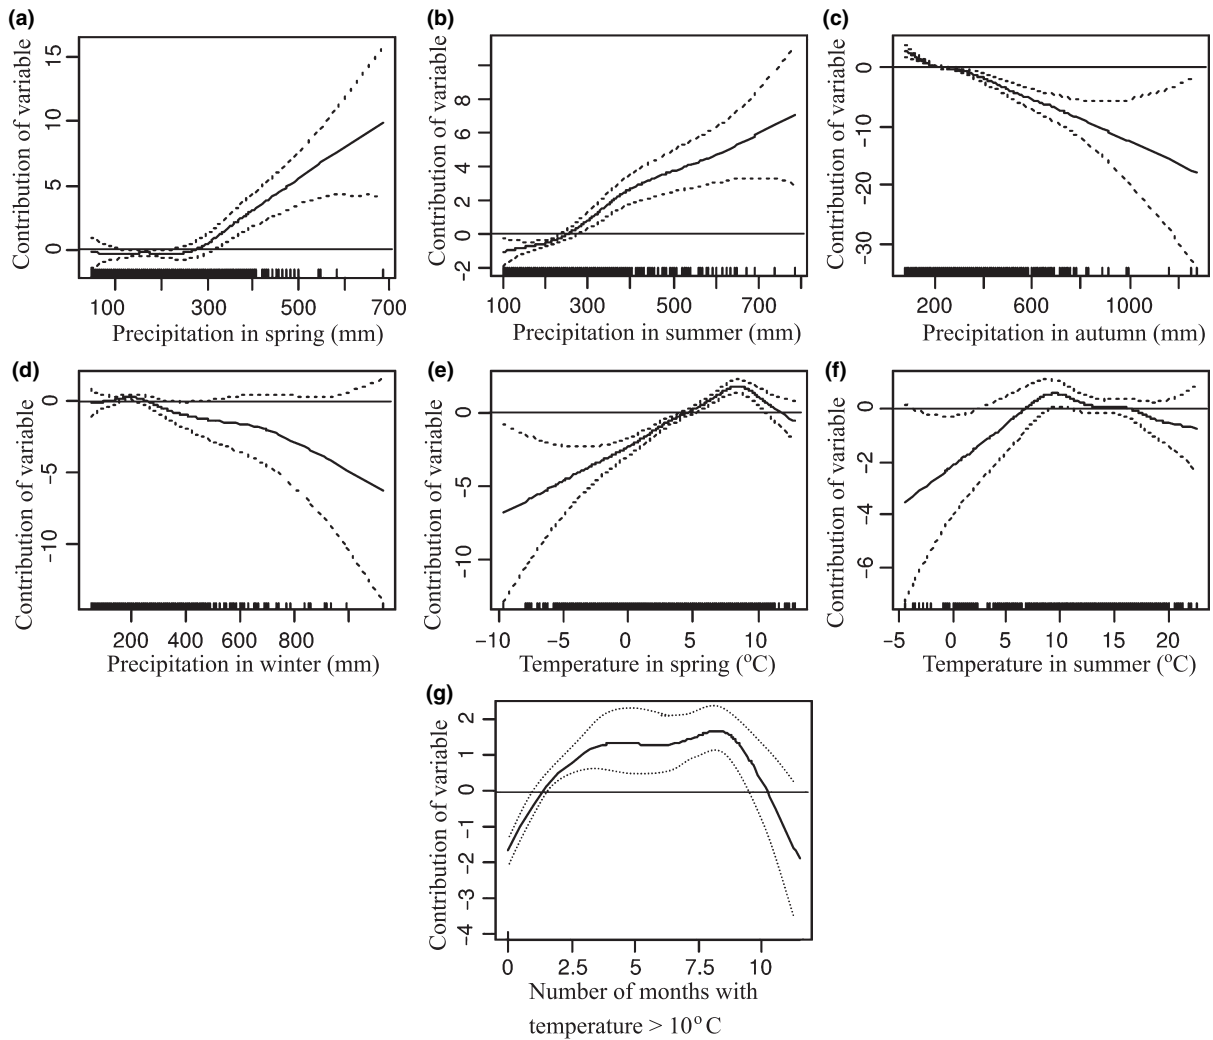 (a)
Contribution of variable
15
10
5
0
100 300 500 700
Precipitation in spring (mm)
(b)
Contribution of variable
8
6
4
2
0
-2
100 300 500 700
Precipitation in summer (mm)
(c)
Contribution of variable
0
-10
-20
-30
200 600 1000
Precipitation in autumn (mm)
(d)
Contribution of variable
0
-5
-10
200 400 600 800
Precipitation in winter (mm)
(e)
Contribution of variable
0
-5
-10
-10 -5 0 5 10
Temperature in spring (°C)
(f)
Contribution of variable
0
-2
-4
-6
-5 0 5 10 15 20
Temperature in summer (°C)
(g)
Contribution of variable
2
1
0
-1
-2
-3
-4
0 2.5 5 7.5 10
Number of months with
temperature > 10°C